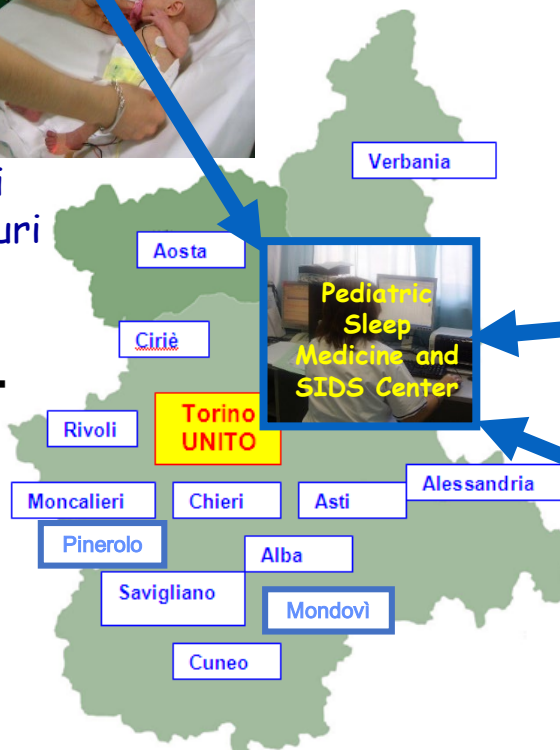 i
uri
.
Verbania
Aosta
Pediatric
Sleep
Medicine and
SIDS Center
Ciriè
Torino
UNITO
Rivoli
Alessandria
Moncalieri
Chieri
Asti
Pinerolo
Alba
Savigliano
Mondovì
Cuneo